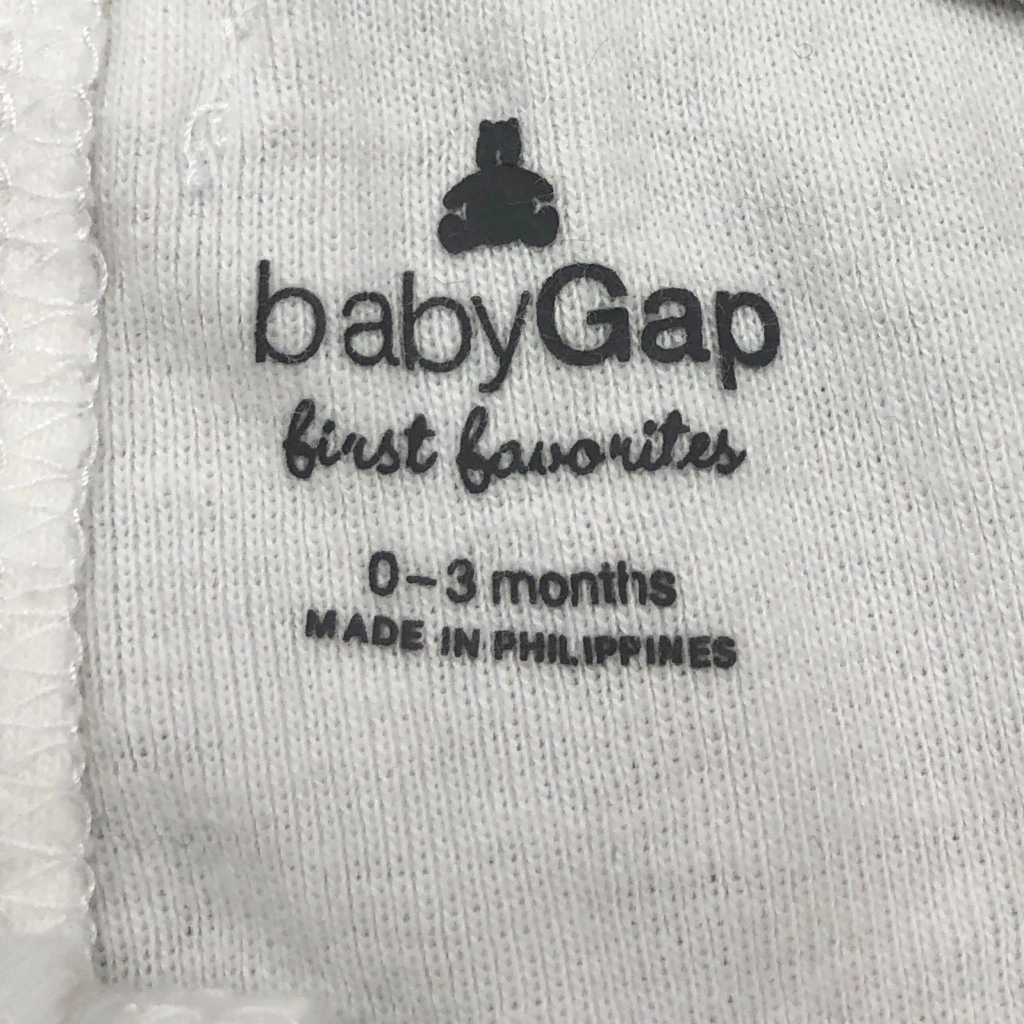 babyGap
first favorites
0-3 months
MADE IN PHILIPPINES